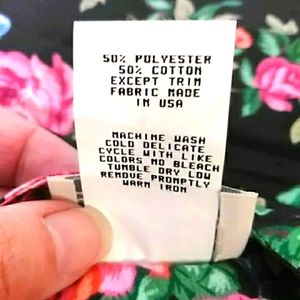 50% POLYESTER
50% COTTON
EXCEPT TRIM
FABRIC MADE
IN USA
MACHINE WASH
COLD DELICATE
CYCLE WITH LIKE
COLORS NO BLEACH
TUMBLE DRY LOW
REMOVE PROMPTLY
WARM IRON